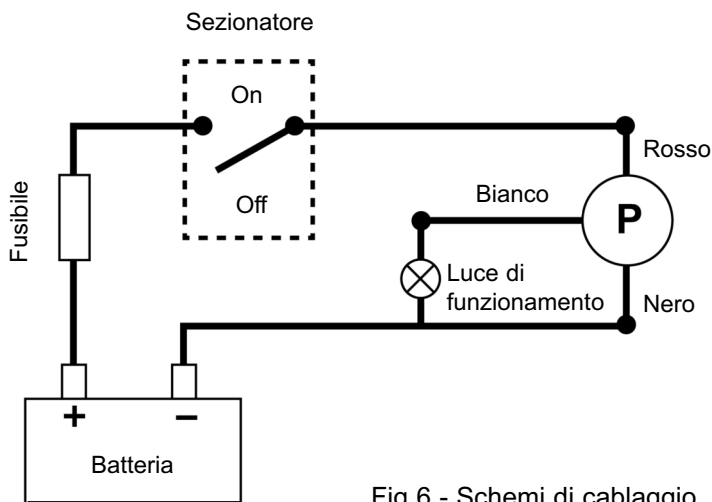 Sezionatore
On
Off
Fusibile
Rosso
Bianco
P
Luce di
funzionamento
Nero
+ −
Batteria
Fig 6 - Schemi di cablaggio